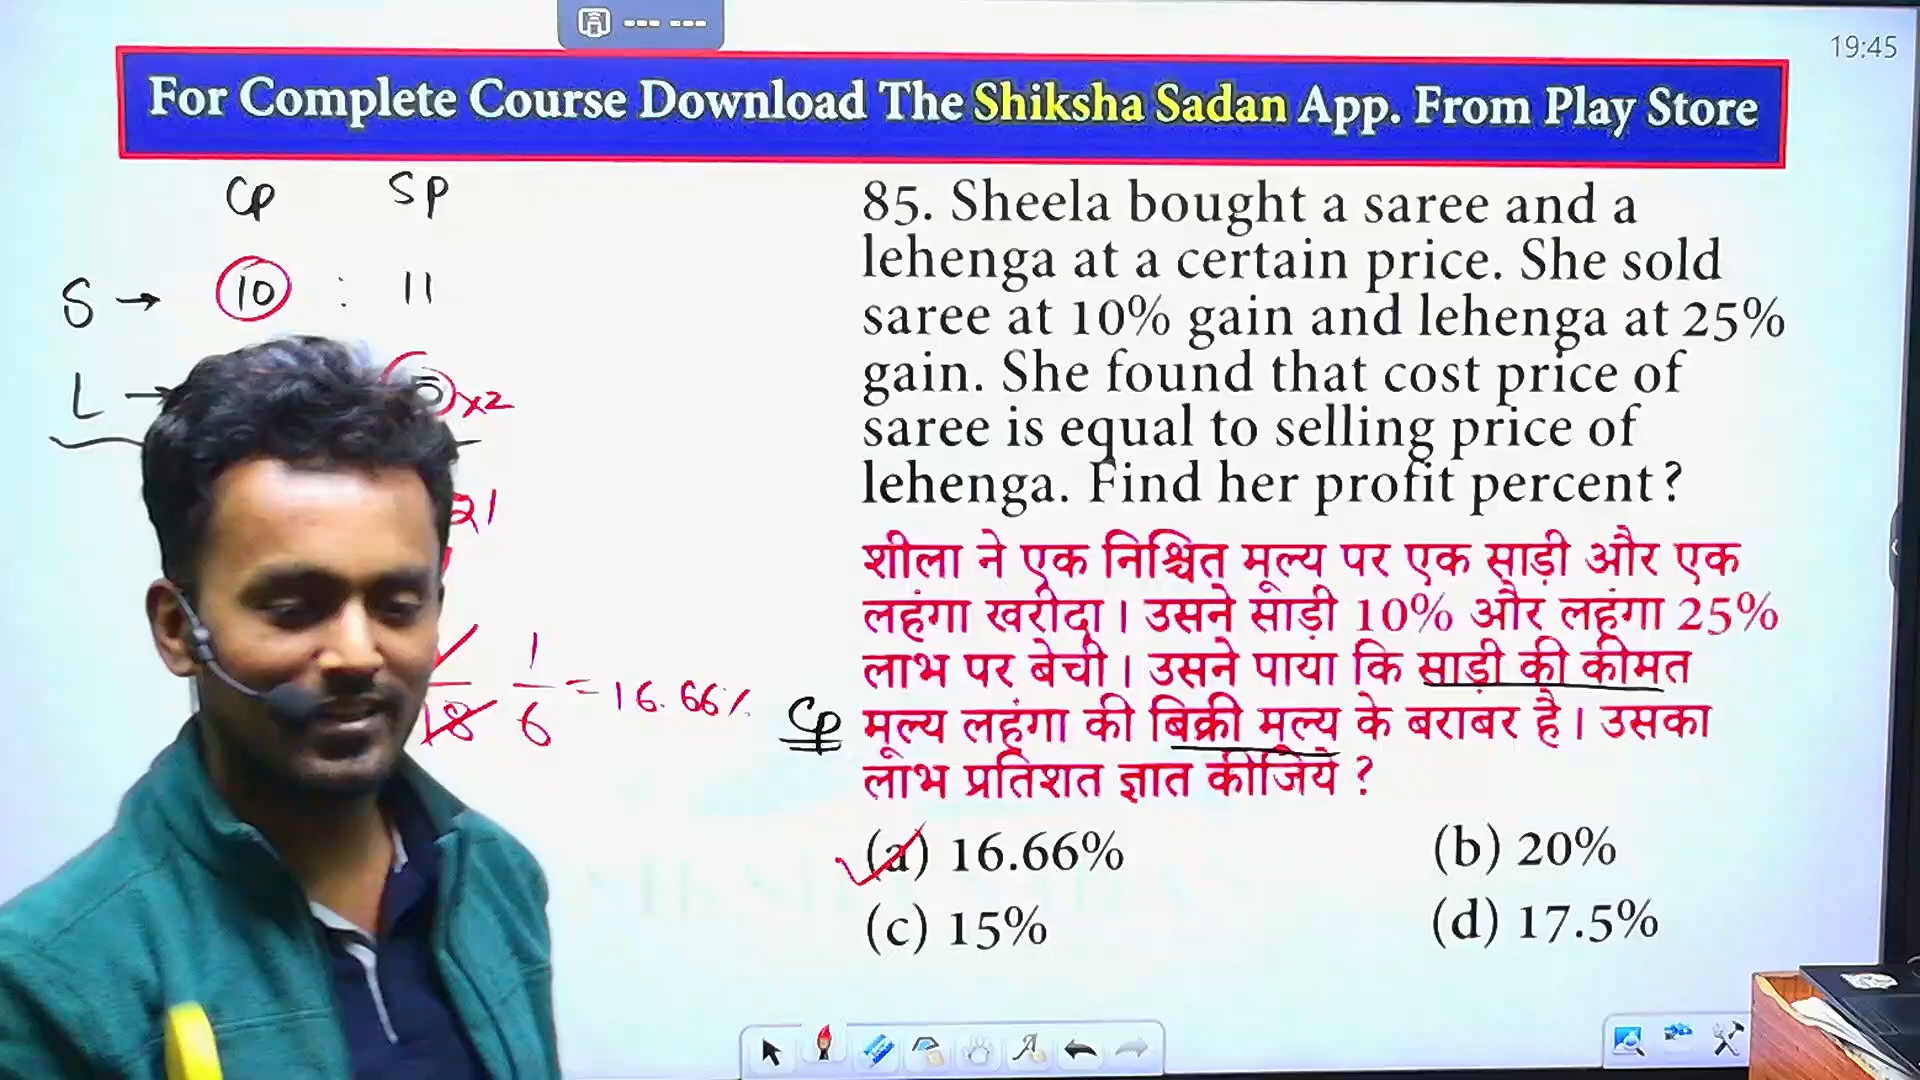 19:45
For Complete Course Download The Shiksha Sadan App. From Play Store
CP SP
S → 10 : 11
L → 5 x2
21
1
18 6 = 16.66%
CP
85. Sheela bought a saree and a
lehenga at a certain price. She sold
saree at 10% gain and lehenga at 25%
gain. She found that cost price of
saree is equal to selling price of
lehenga. Find her profit percent?
शीला ने एक निश्चित मूल्य पर एक साड़ी और एक
लहंगा खरीदा। उसने साड़ी 10% और लहंगा 25%
लाभ पर बेची। उसने पाया कि साड़ी की कीमत
मूल्य लहंगा की बिक्री मूल्य के बराबर है। उसका
लाभ प्रतिशत ज्ञात कीजिये ?
(a) 16.66% (b) 20%
(c) 15% (d) 17.5%